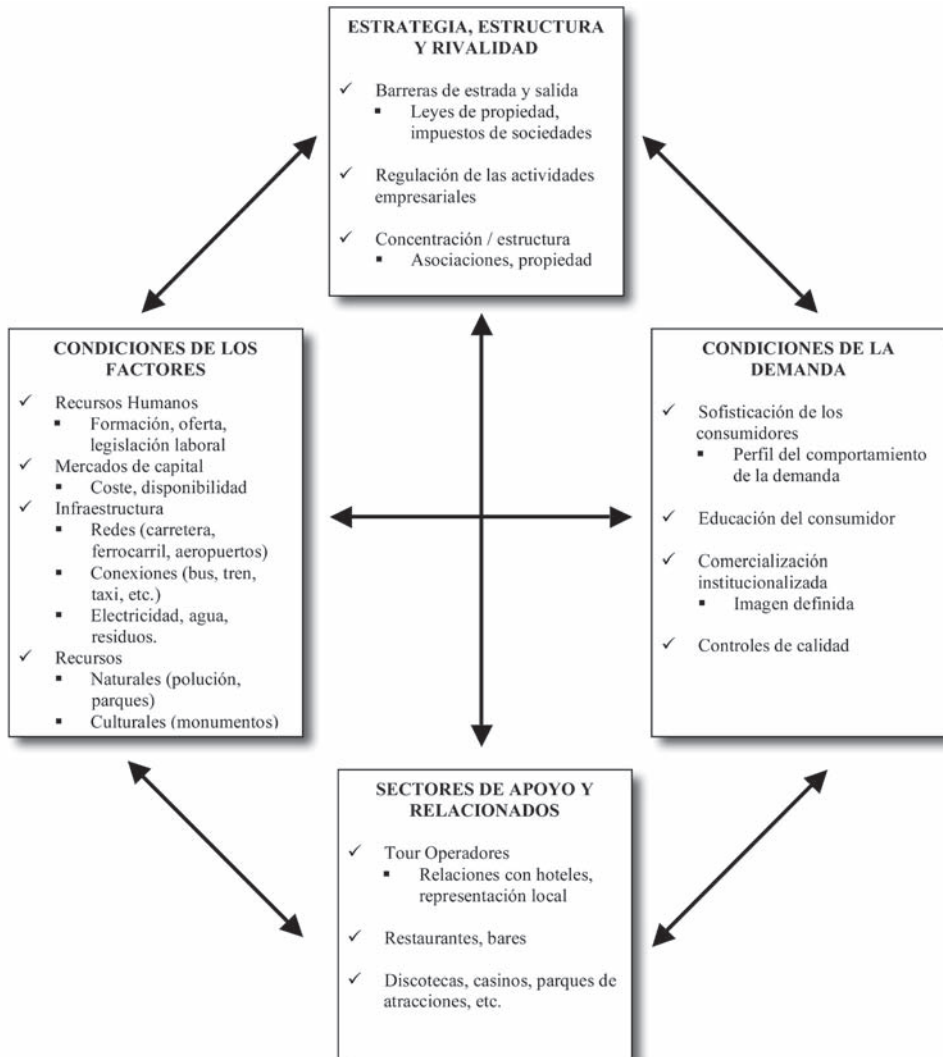 ESTRATEGIA, ESTRUCTURA
Y RIVALIDAD
✓ Barreras de estrada y salida
▪ Leyes de propiedad,
impuestos de sociedades
✓ Regulación de las actividades
empresariales
✓ Concentración / estructura
▪ Asociaciones, propiedad
CONDICIONES DE LOS
FACTORES
✓ Recursos Humanos
▪ Formación, oferta,
legislación laboral
✓ Mercados de capital
▪ Coste, disponibilidad
✓ Infraestructura
▪ Redes (carretera,
ferrocarril, aeropuertos)
▪ Conexiones (bus, tren,
taxi, etc.)
▪ Electricidad, agua,
residuos.
✓ Recursos
▪ Naturales (polución,
parques)
▪ Culturales (monumentos)
CONDICIONES DE LA
DEMANDA
✓ Sofisticación de los
consumidores
▪ Perfil del comportamiento
de la demanda
✓ Educación del consumidor
✓ Comercialización
institucionalizada
▪ Imagen definida
✓ Controles de calidad
SECTORES DE APOYO Y
RELACIONADOS
✓ Tour Operadores
▪ Relaciones con hoteles,
representación local
✓ Restaurantes, bares
✓ Discotecas, casinos, parques de
atracciones, etc.